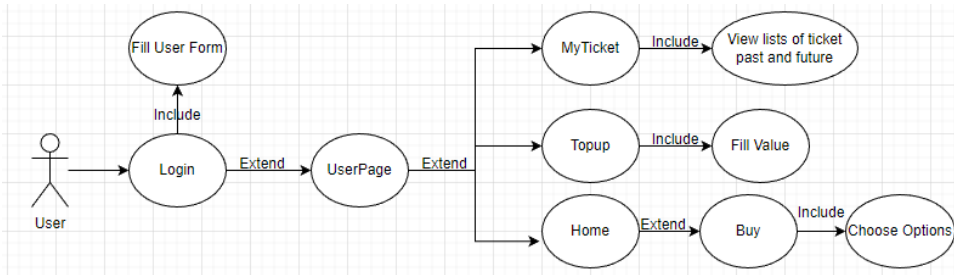 Fill User Form
Include
User
Login
Extend
UserPage
Extend
MyTicket
Include
View lists of ticket
past and future
Topup
Include
Fill Value
Home
Extend
Buy
Include
Choose Options